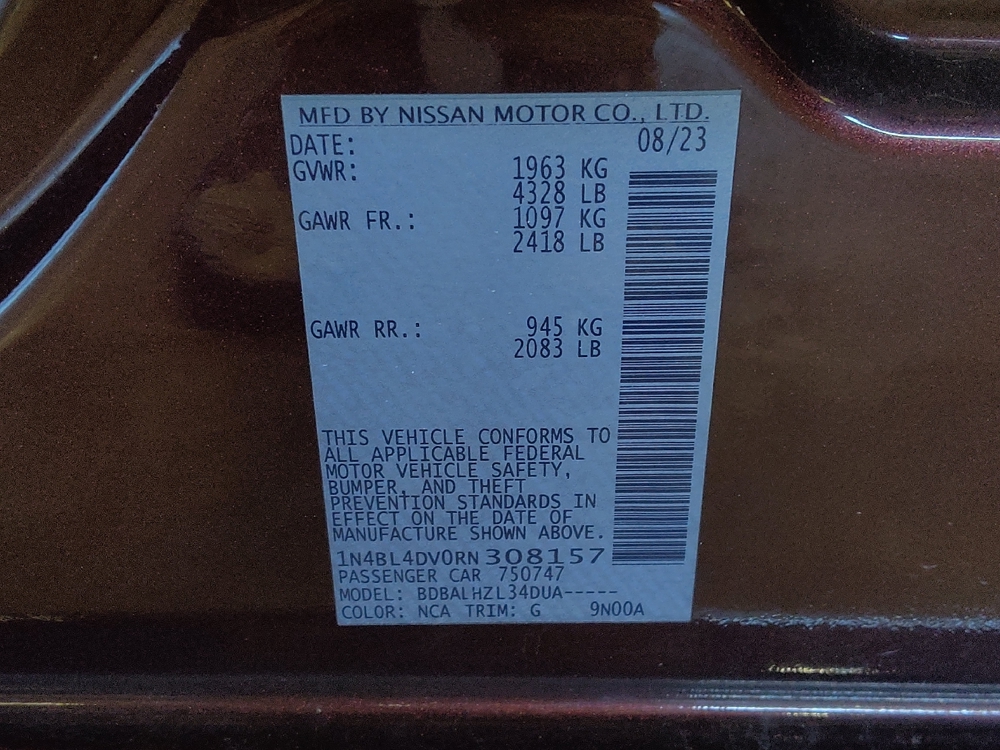 MFD BY NISSAN MOTOR CO., LTD.
DATE: 08/23
GVWR: 1963 KG
4328 LB
GAWR FR.: 1097 KG
2418 LB
GAWR RR.: 945 KG
2083 LB
THIS VEHICLE CONFORMS TO
ALL APPLICABLE FEDERAL
MOTOR VEHICLE SAFETY,
BUMPER, AND THEFT
PREVENTION STANDARDS IN
EFFECT ON THE DATE OF
MANUFACTURE SHOWN ABOVE.
1N4BL4DV0RN308157
PASSENGER CAR 750747
MODEL: BDBALHZL34DUA-----
COLOR: NCA TRIM: G 9N00A